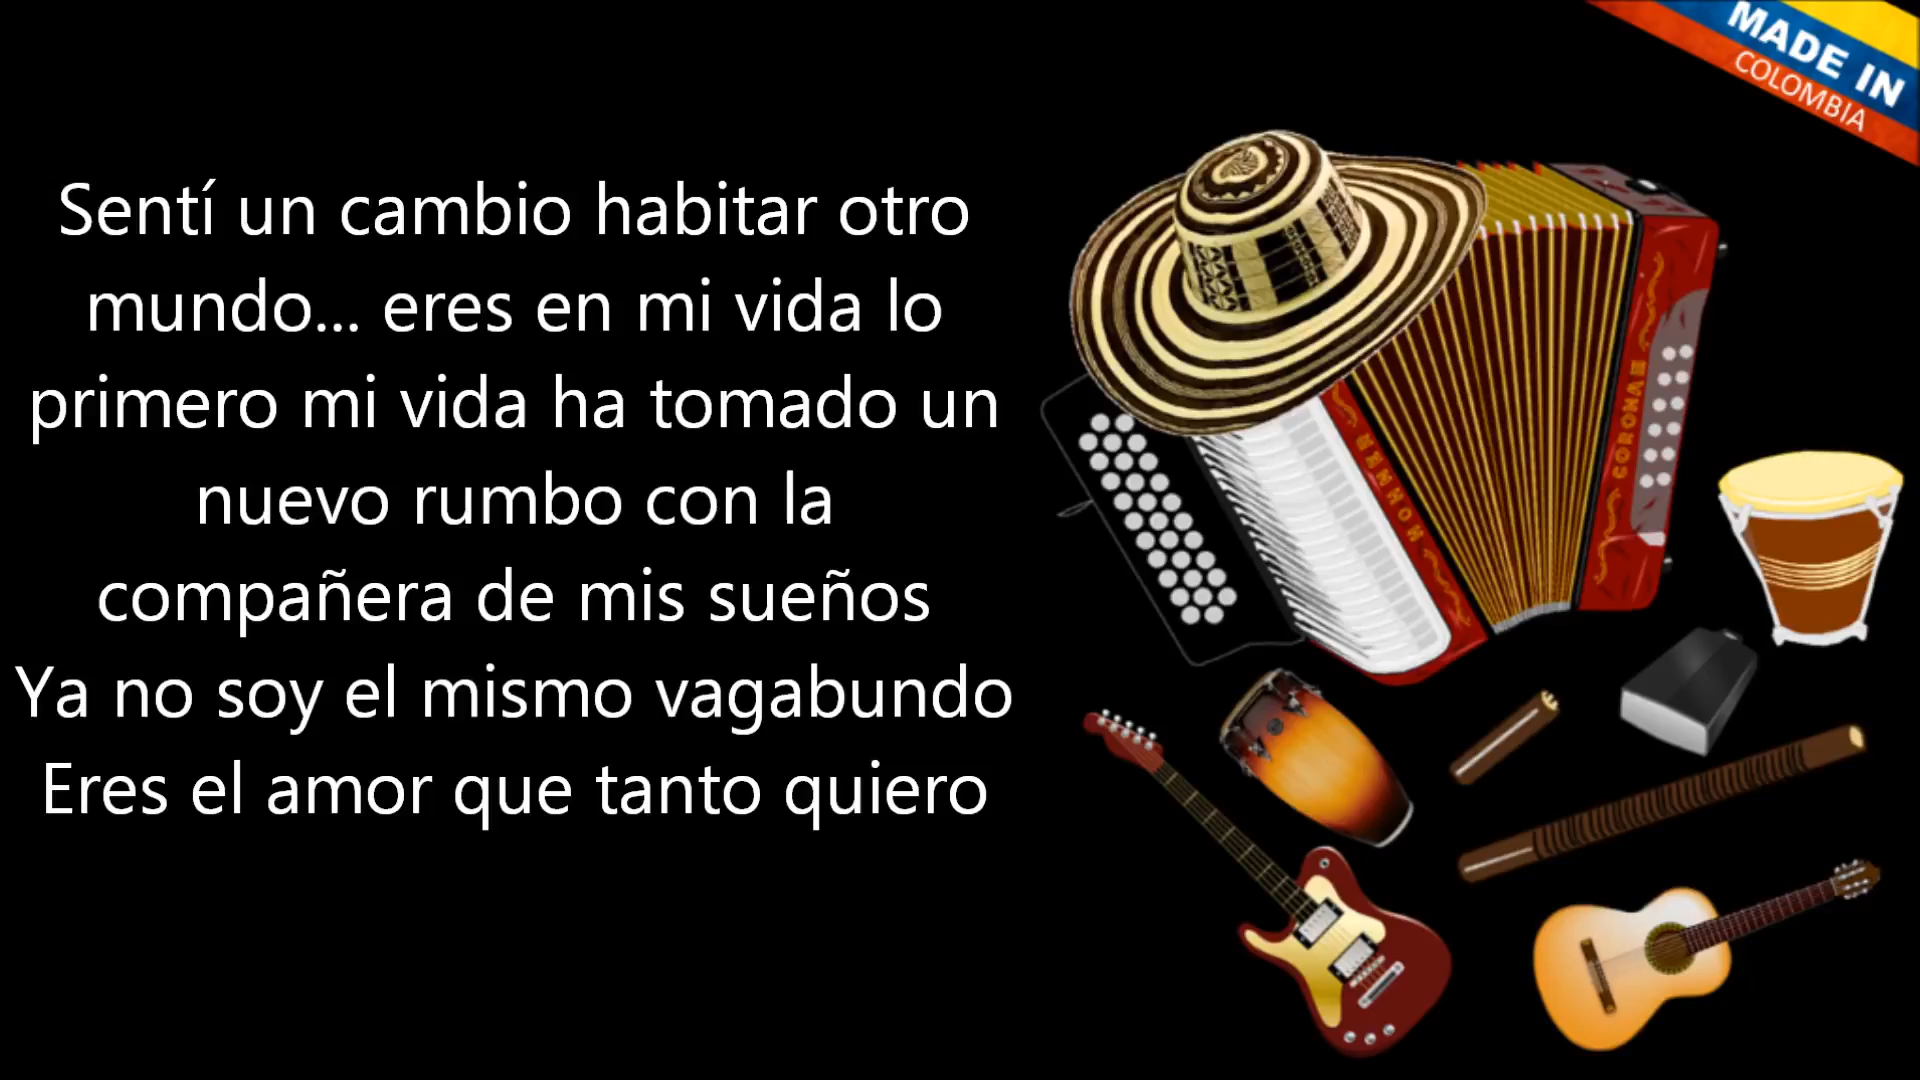 MADE IN
COLOMBIA
Sentí un cambio habitar otro
mundo... eres en mi vida lo
primero mi vida ha tomado un
nuevo rumbo con la
compañera de mis sueños
Ya no soy el mismo vagabundo
Eres el amor que tanto quiero
HOHNER
CORONA III